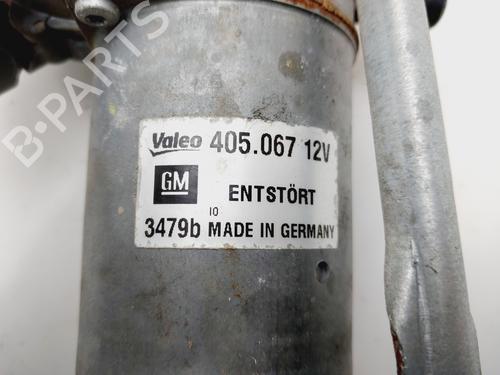 B-PARTS
Valeo 405.067 12V
GM ENTSTÖRT
IO
3479b MADE IN GERMANY